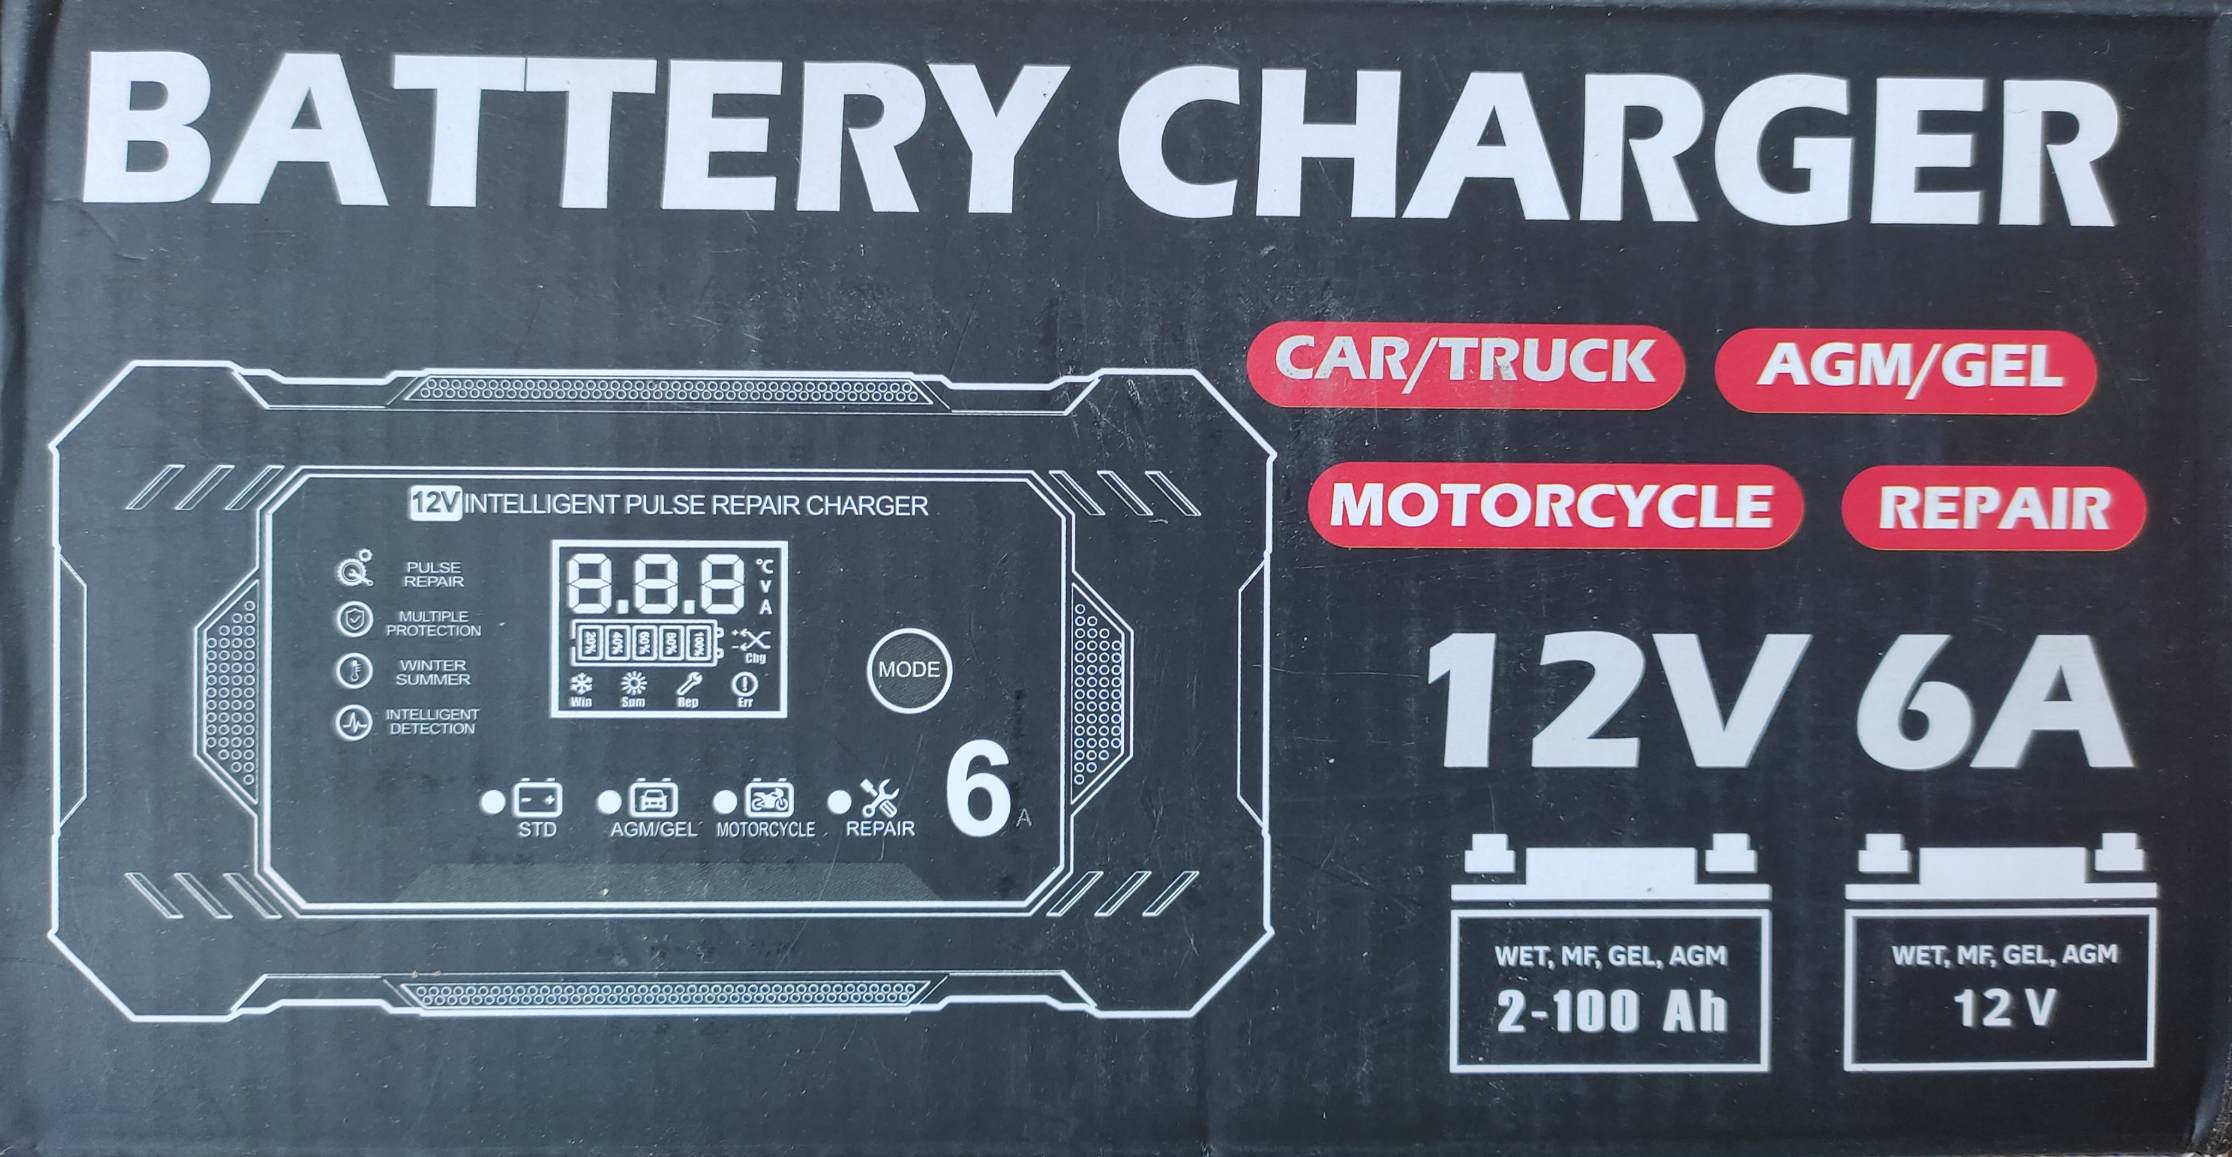 BATTERY CHARGER
CAR/TRUCK
AGM/GEL
MOTORCYCLE
REPAIR
12V INTELLIGENT PULSE REPAIR CHARGER
PULSE
REPAIR
MULTIPLE
PROTECTION
WINTER
SUMMER
INTELLIGENT
DETECTION
8.8.8
°C
V
A
20% 40% 60% 80% 100%
Chg
Win Sum Rep Err
MODE
STD AGM/GEL MOTORCYCLE REPAIR
6A
12V 6A
WET, MF, GEL, AGM
2-100 Ah
WET, MF, GEL, AGM
12 V